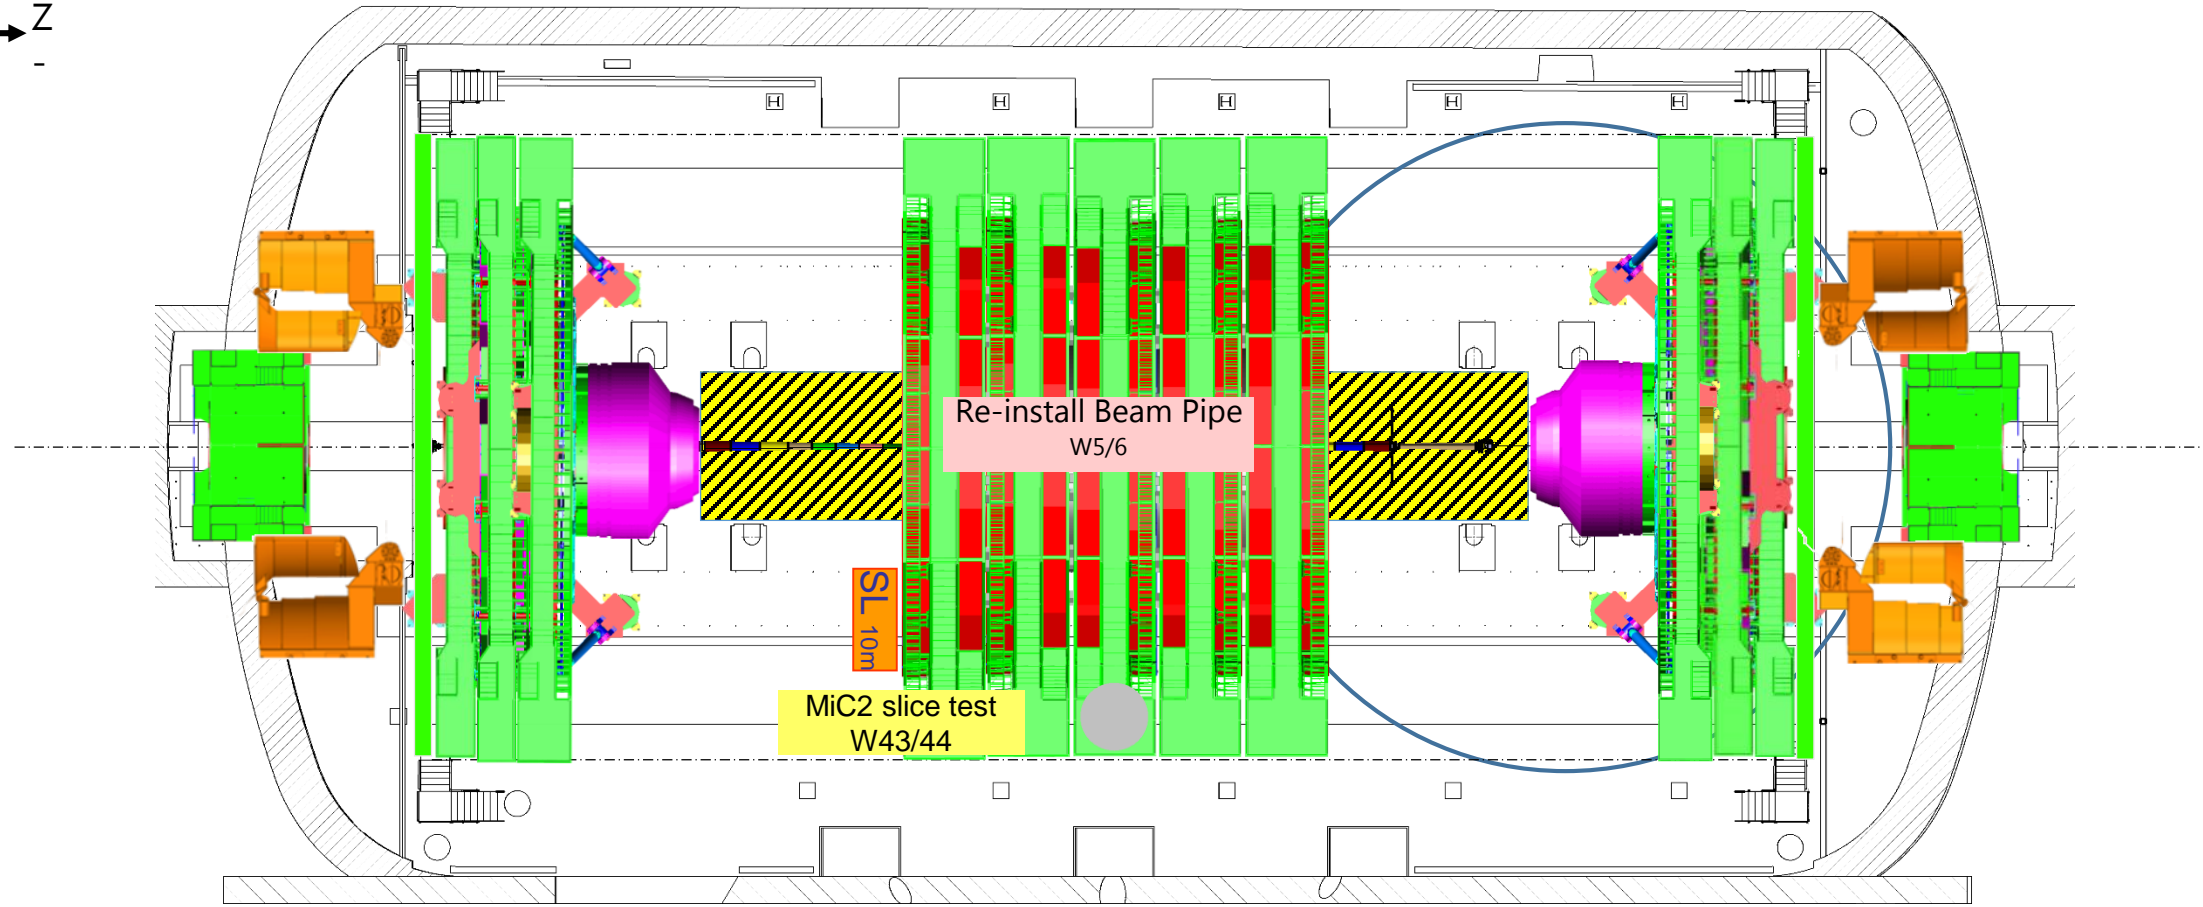 Z
-
H H H H H
Re-install Beam Pipe
W5/6
SL 10m
MiC2 slice test
W43/44